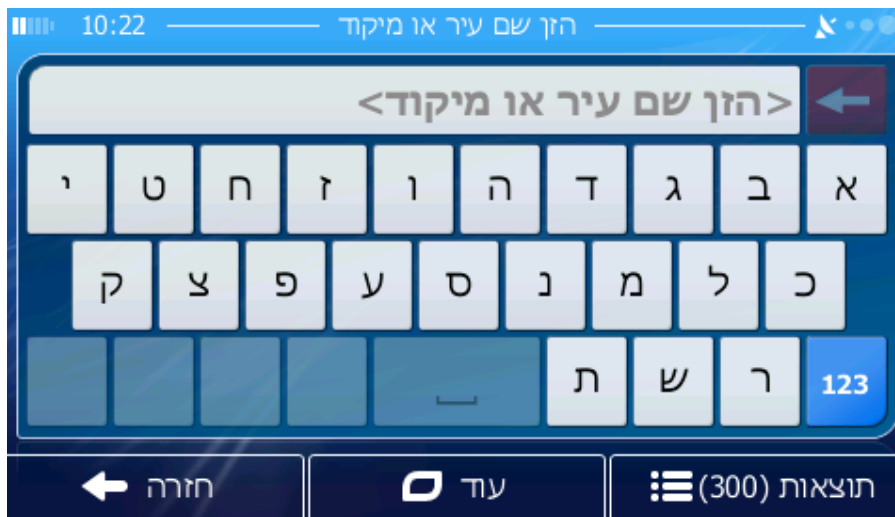 10:22 הזן שם עיר או מיקוד
<הזן שם עיר או מיקוד>
א ב ג ד ה ו ז ח ט י
כ ל מ נ ס ע פ צ ק
123 ר ש ת
תוצאות (300) עוד חזרה